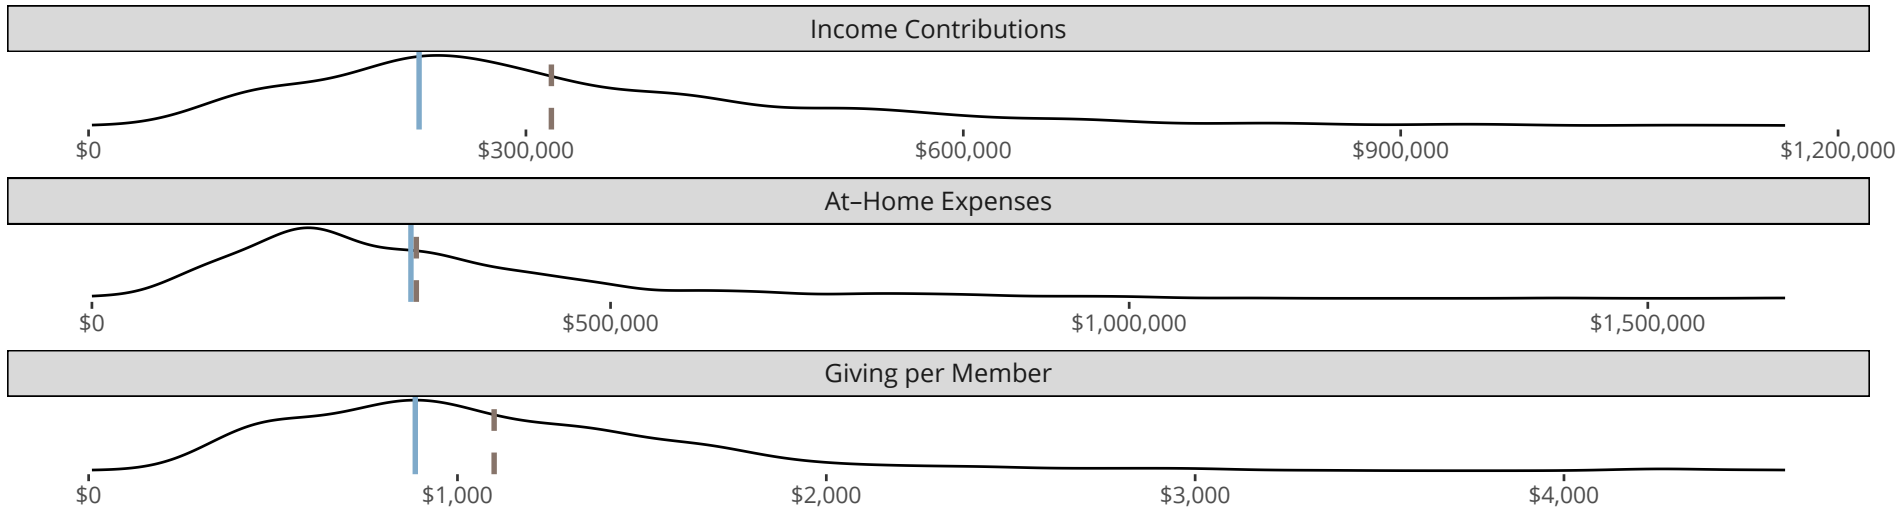 Income Contributions
$0 $300,000 $600,000 $900,000 $1,200,000
At–Home Expenses
$0 $500,000 $1,000,000 $1,500,000
Giving per Member
$0 $1,000 $2,000 $3,000 $4,000